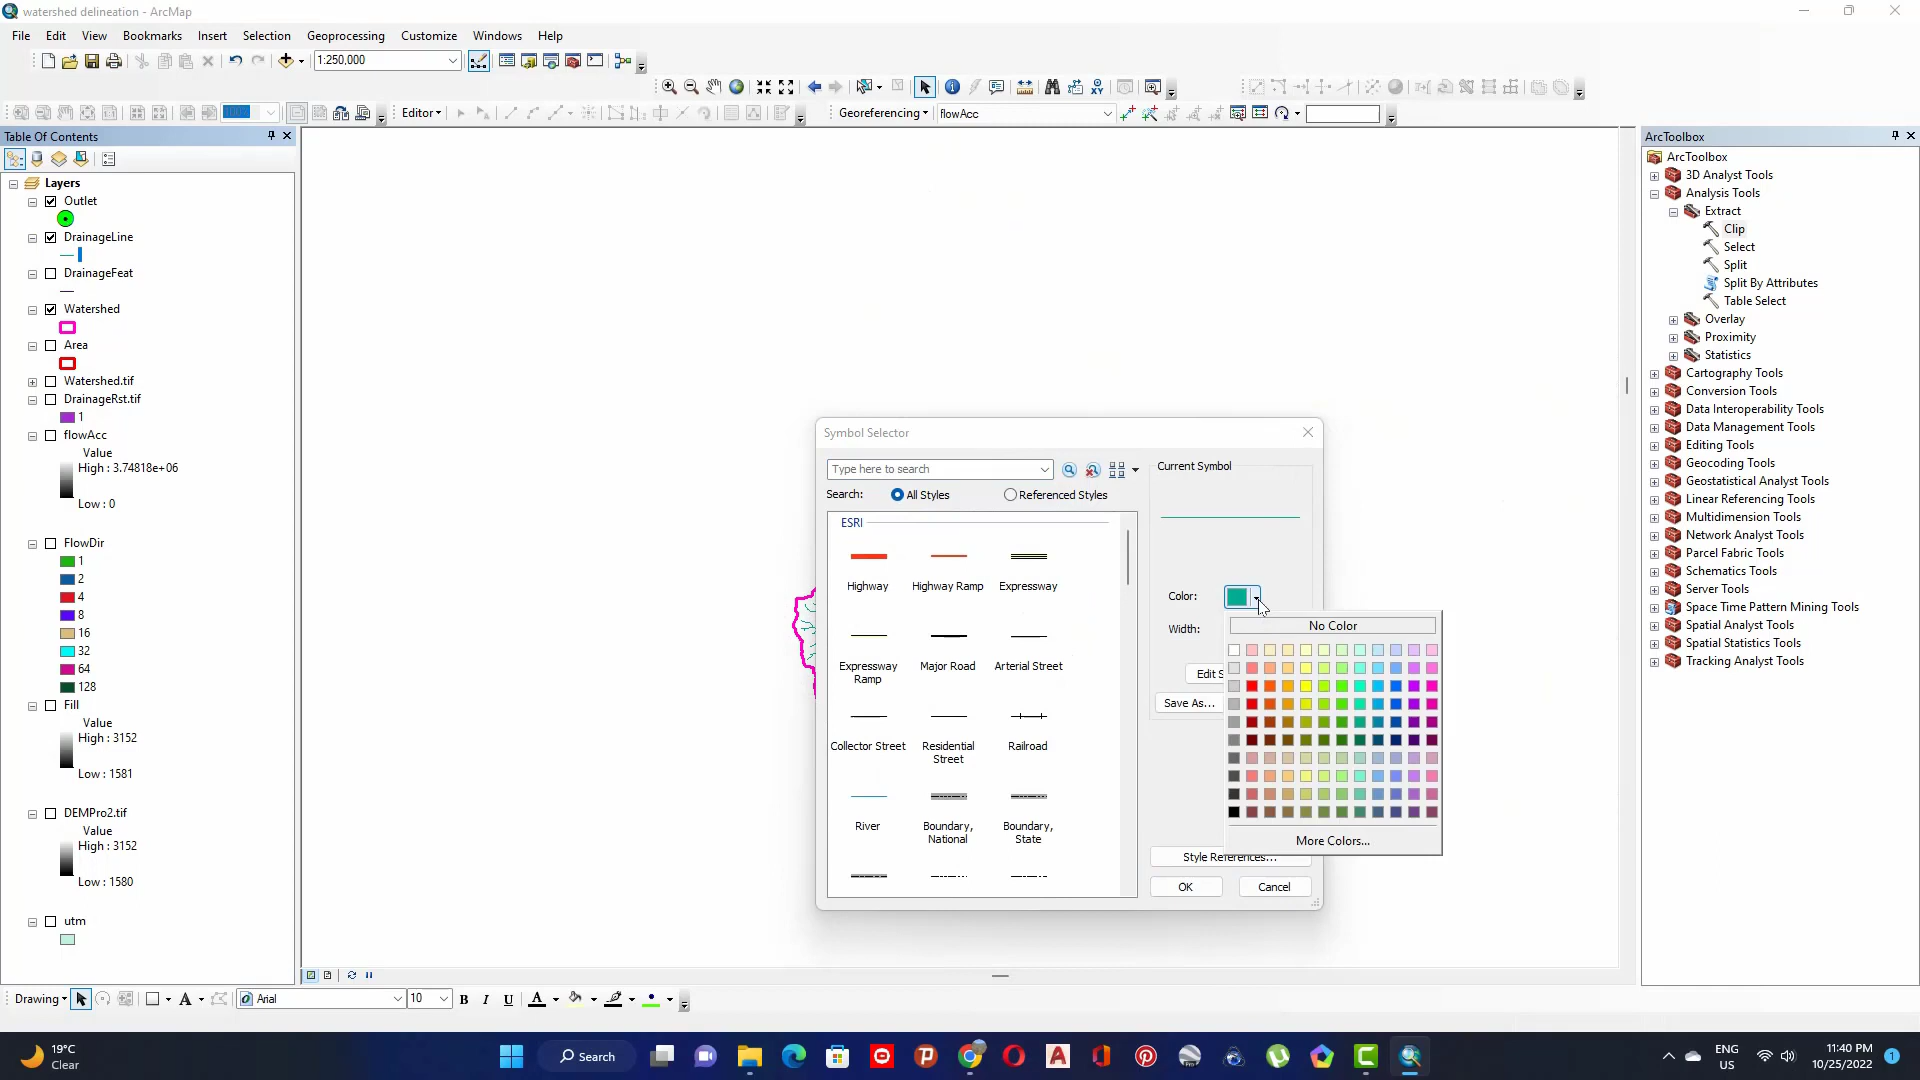 watershed delineation - ArcMap
File Edit View Bookmarks Insert Selection Geoprocessing Customize Windows Help
1:250,000
100%
Editor
Georeferencing
flowAcc
Table Of Contents
Layers
Outlet
DrainageLine
DrainageFeat
Watershed
Area
Watershed.tif
DrainageRst.tif
1
flowAcc
Value
High : 3.74818e+06
Low : 0
FlowDir
1
2
4
8
16
32
64
128
Fill
Value
High : 3152
Low : 1581
DEMPro2.tif
Value
High : 3152
Low : 1580
utm
Symbol Selector
Type here to search
Search:
All Styles
Referenced Styles
ESRI
Highway
Highway Ramp
Expressway
Expressway
Ramp
Major Road
Arterial Street
Collector Street
Residential
Street
Railroad
River
Boundary,
National
Boundary,
State
Current Symbol
Color:
Width:
Edit S
Save As...
Style References...
OK
Cancel
No Color
More Colors...
ArcToolbox
ArcToolbox
3D Analyst Tools
Analysis Tools
Extract
Clip
Select
Split
Split By Attributes
Table Select
Overlay
Proximity
Statistics
Cartography Tools
Conversion Tools
Data Interoperability Tools
Data Management Tools
Editing Tools
Geocoding Tools
Geostatistical Analyst Tools
Linear Referencing Tools
Multidimension Tools
Network Analyst Tools
Parcel Fabric Tools
Schematics Tools
Server Tools
Space Time Pattern Mining Tools
Spatial Analyst Tools
Spatial Statistics Tools
Tracking Analyst Tools
Drawing
A
Arial
10
B I U A
19°C
Clear
Search
ENG
US
11:40 PM
10/25/2022
1